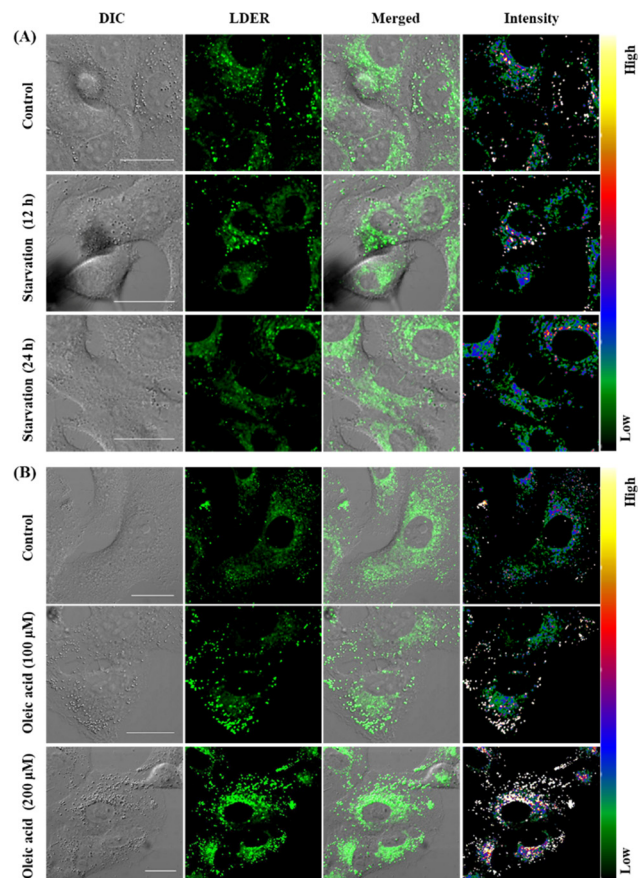 DIC LDER Merged Intensity
(A)
Control
Starvation (12 h)
Starvation (24 h)
High
Low
(B)
Control
Oleic acid (100 µM)
Oleic acid (200 µM)
High
Low